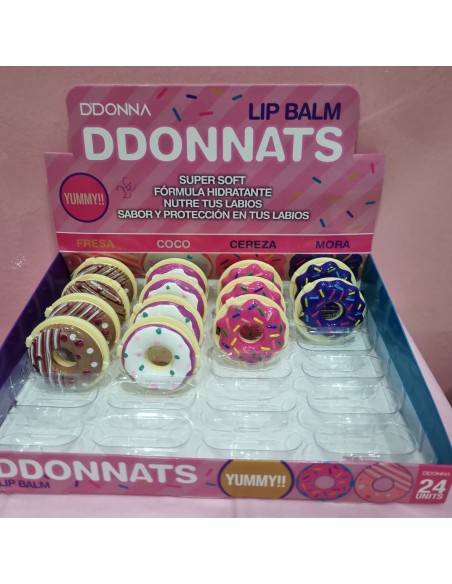 DDONNA
LIP BALM
DDONNATS
SUPER SOFT
FÓRMULA HIDRATANTE
NUTRE TUS LABIOS
SABOR Y PROTECCIÓN EN TUS LABIOS
YUMMY!!
FRESA
COCO
CEREZA
MORA
DDONNATS
LIP BALM
YUMMY!!
DDONNA
24
UNITS